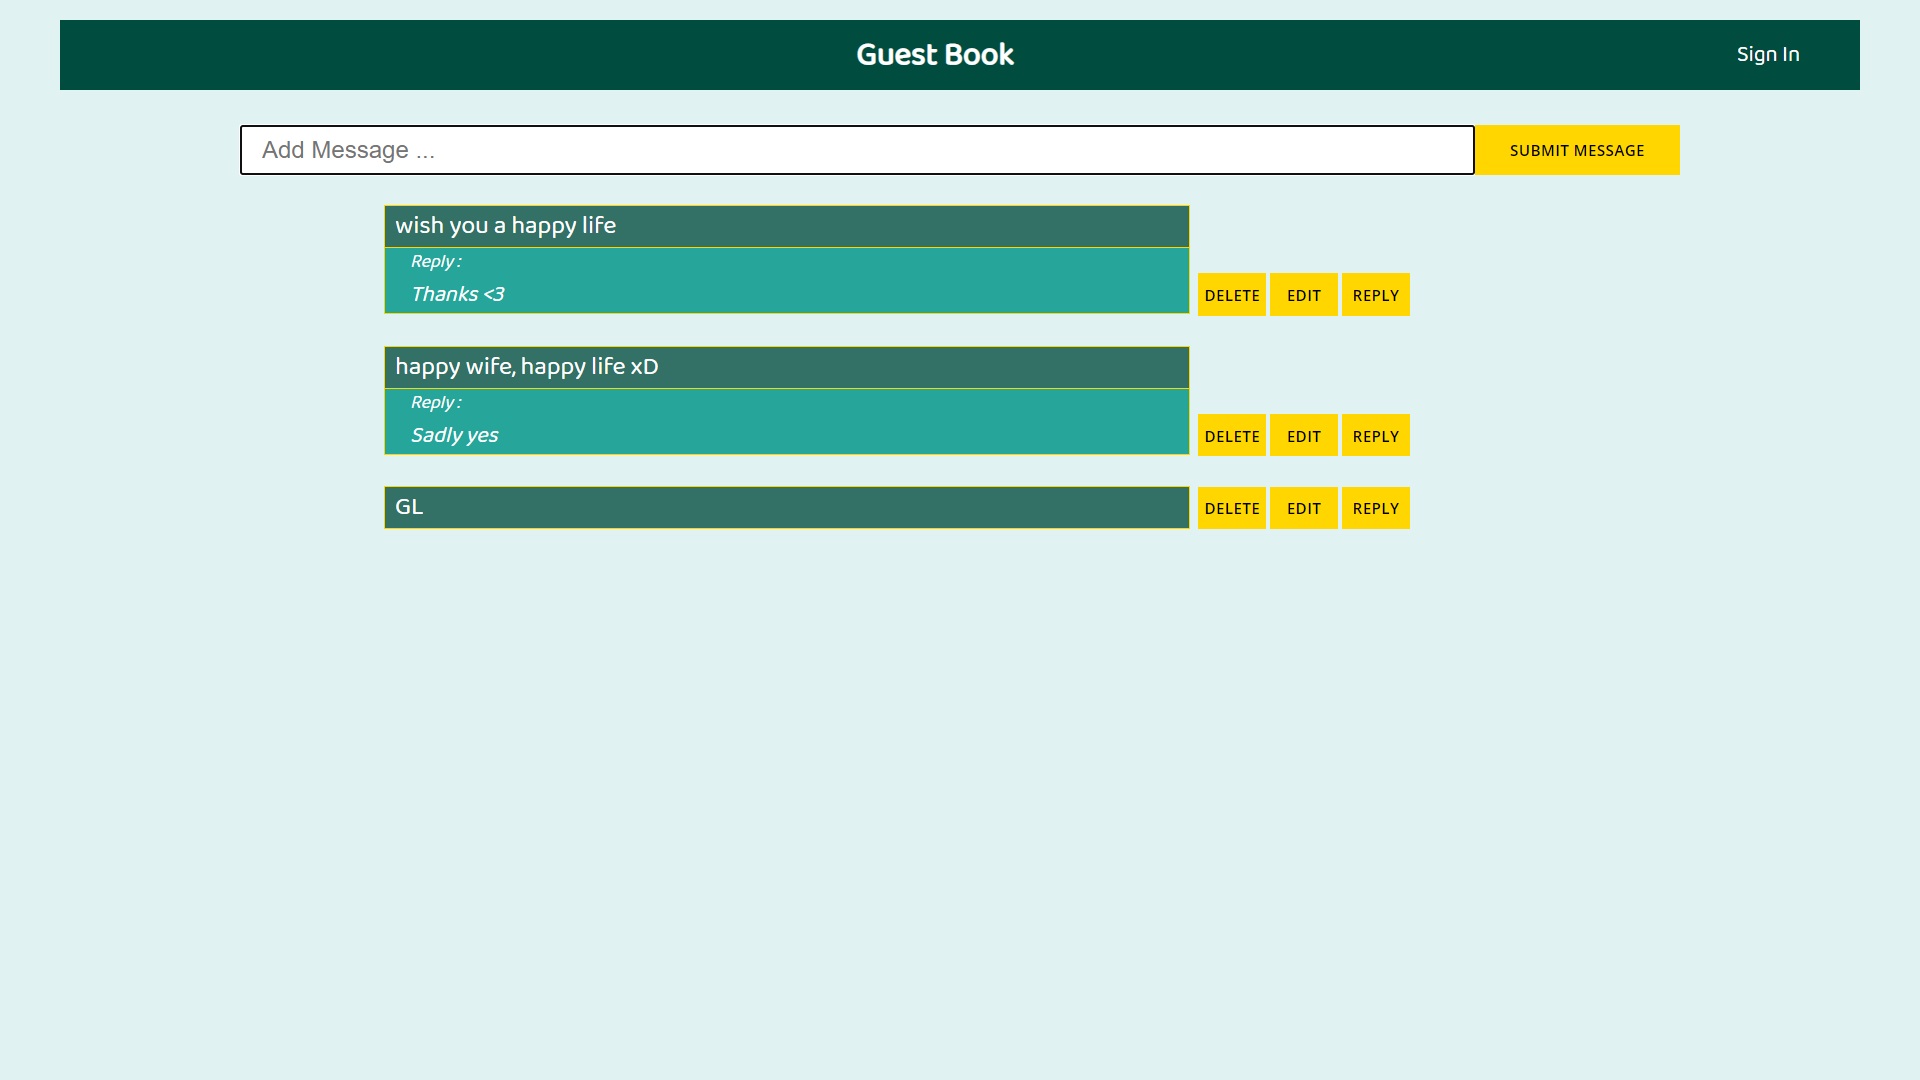 Guest Book
Sign In
Add Message ...
SUBMIT MESSAGE
wish you a happy life
Reply :
Thanks <3
DELETE EDIT REPLY
happy wife, happy life xD
Reply :
Sadly yes
DELETE EDIT REPLY
GL
DELETE EDIT REPLY